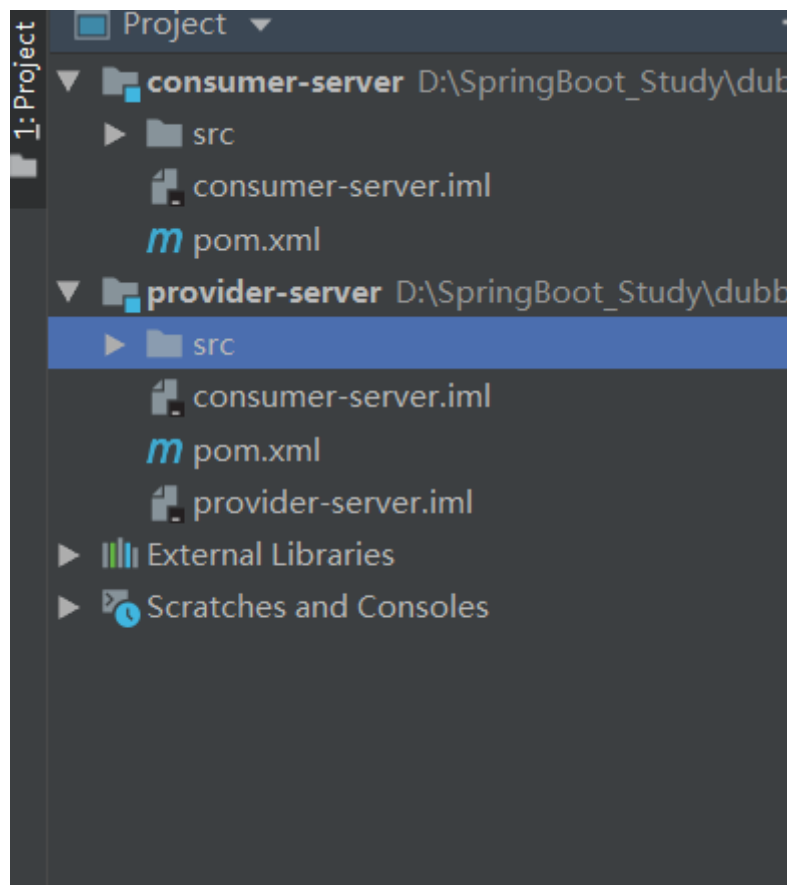 1: Project
Project
consumer-server D:\SpringBoot_Study\dub
src
consumer-server.iml
pom.xml
provider-server D:\SpringBoot_Study\dubb
src
consumer-server.iml
pom.xml
provider-server.iml
External Libraries
Scratches and Consoles